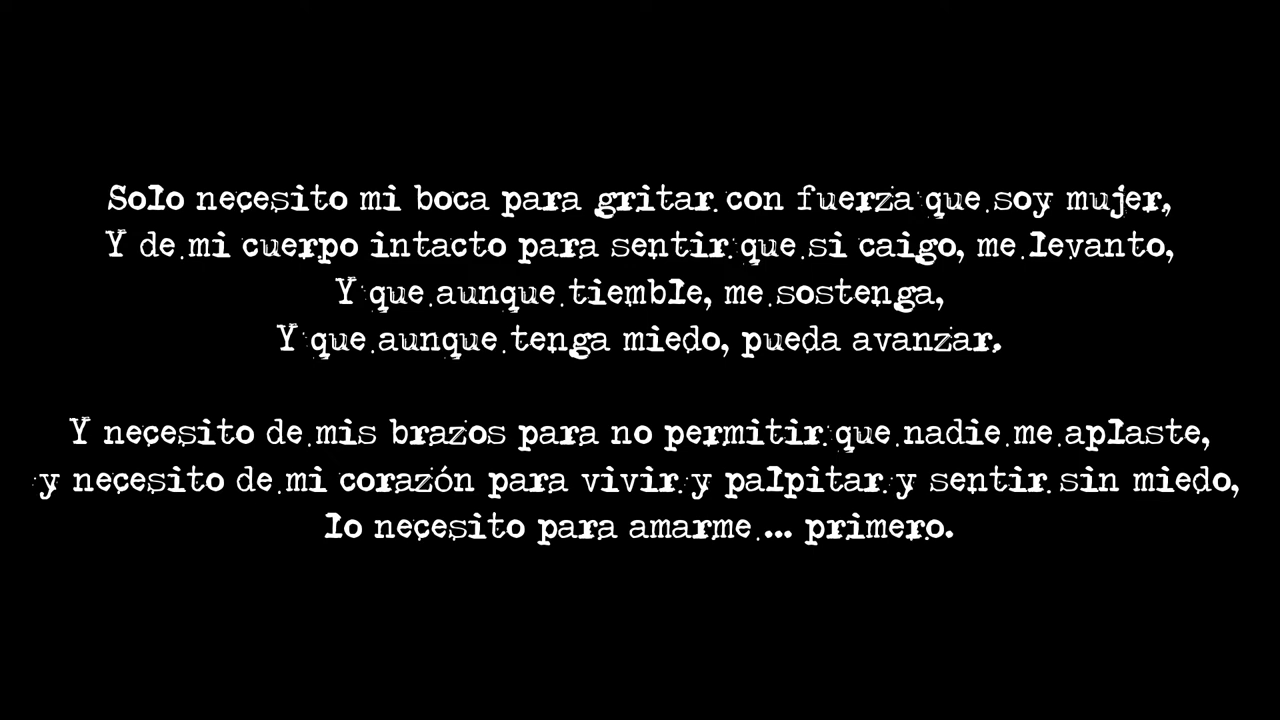 Solo necesito mi boca para gritar con fuerza que soy mujer,
Y de mi cuerpo intacto para sentir que si caigo, me levanto,
Y que aunque tiemble, me sostenga,
Y que aunque tenga miedo, pueda avanzar.
Y necesito de mis brazos para no permitir que nadie me aplaste,
y necesito de mi corazón para vivir y palpitar y sentir sin miedo,
lo necesito para amarme ... primero.